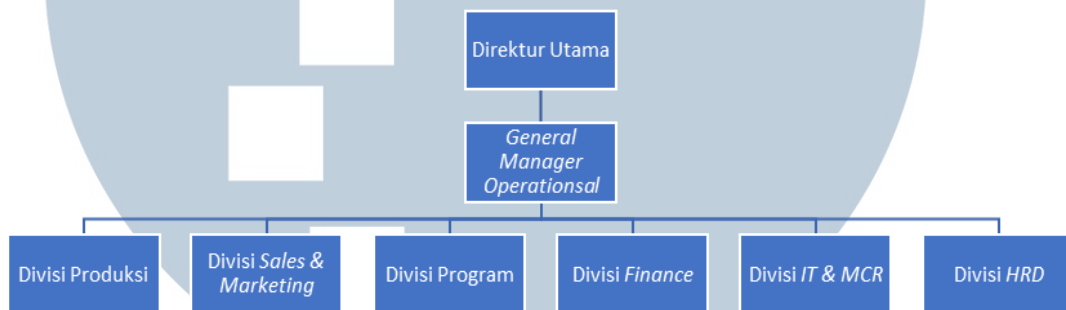 Direktur Utama
General
Manager
Operationsal
Divisi Produksi
Divisi Sales &
Marketing
Divisi Program
Divisi Finance
Divisi IT & MCR
Divisi HRD